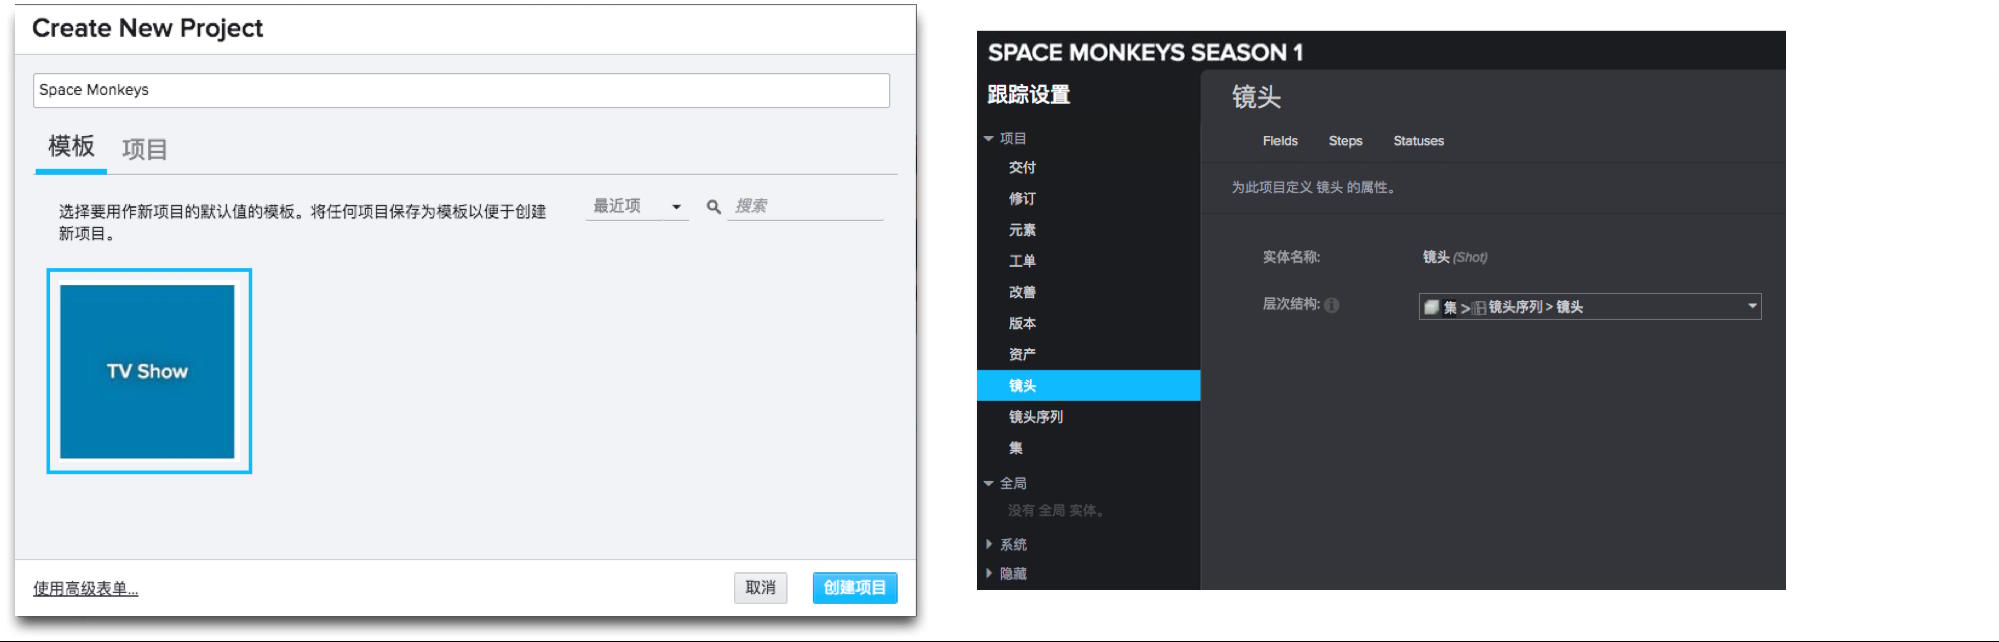 Create New Project
Space Monkeys
模板 项目
选择要用作新项目的默认值的模板。将任何项目保存为模板以便于创建
新项目。
最近项 搜索
TV Show
使用高级表单...
取消 创建项目
SPACE MONKEYS SEASON 1
跟踪设置
项目
交付
修订
元素
工单
改善
版本
资产
镜头
镜头序列
集
全局
没有 全局 实体。
系统
隐藏
镜头
Fields Steps Statuses
为此项目定义 镜头 的属性。
实体名称: 镜头 (Shot)
层次结构: 集 > 镜头序列 > 镜头